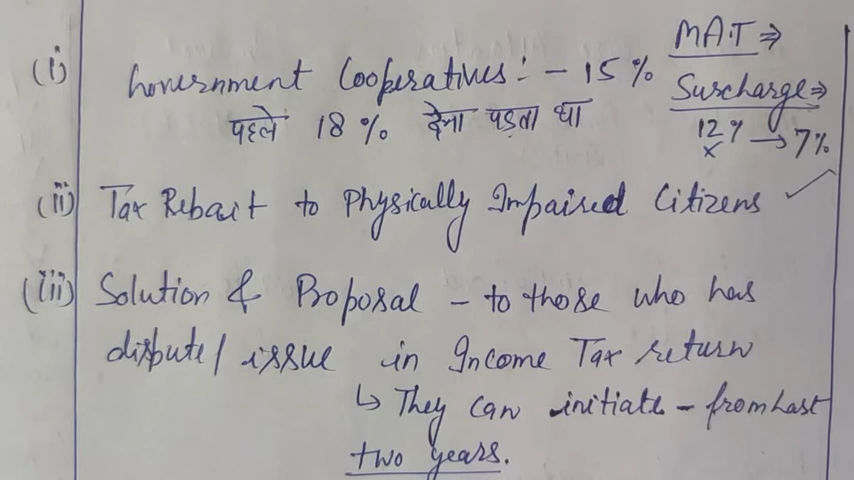 (i) Government Cooperatives:- 15% MAT ⇒
पहले 18% देना पड़ता था Surcharge ⇒
12% → 7%
x
(ii) Tax Rebait to Physically Impaired Citizens ✓
(iii) Solution & Proposal - to those who has
dispute/ issue in Income Tax return
↳ They can initiate - from Last
two years.